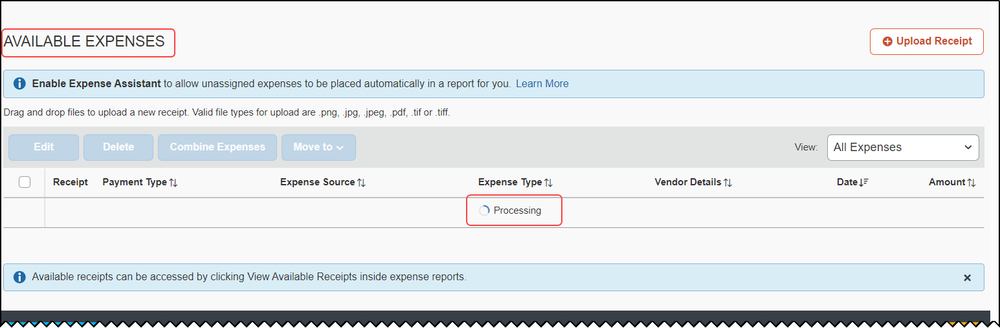 AVAILABLE EXPENSES
Upload Receipt
Enable Expense Assistant to allow unassigned expenses to be placed automatically in a report for you. Learn More
Drag and drop files to upload a new receipt. Valid file types for upload are .png, .jpg, .jpeg, .pdf, .tif or .tiff.
Edit Delete Combine Expenses Move to View: All Expenses
Receipt Payment Type Expense Source Expense Type Vendor Details Date Amount
Processing
Available receipts can be accessed by clicking View Available Receipts inside expense reports.